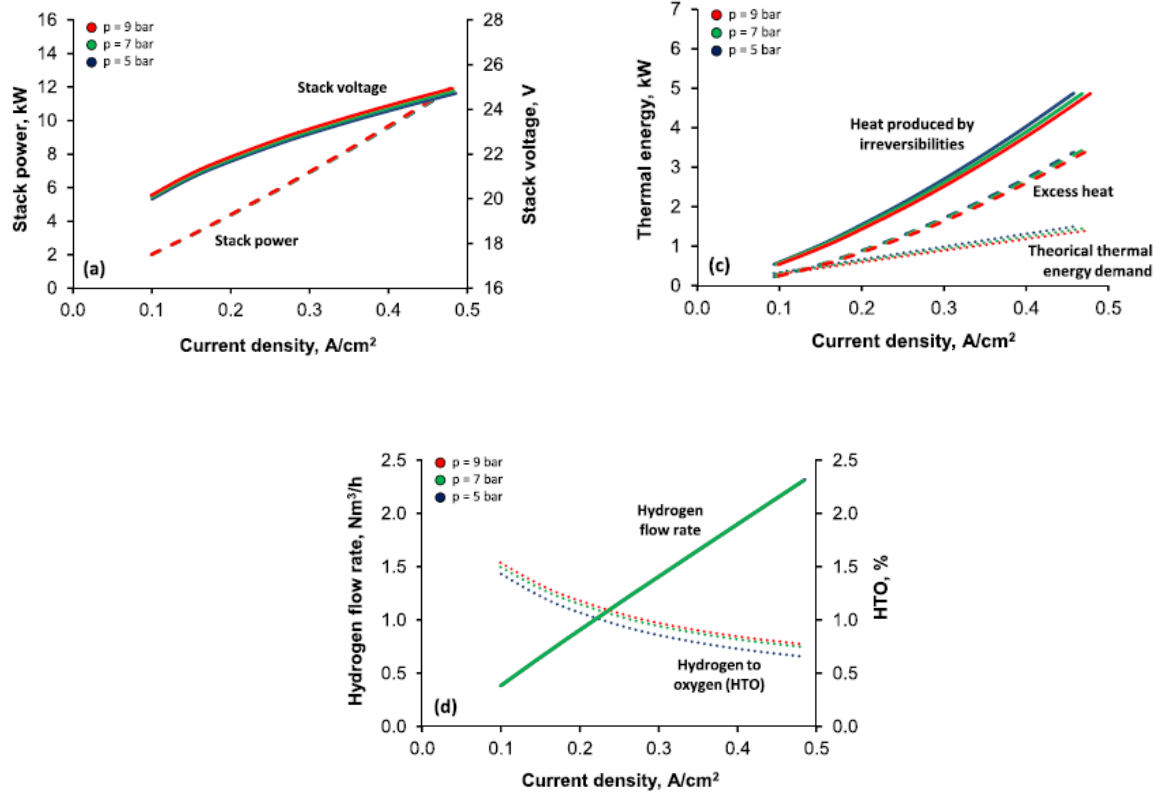 p = 9 bar
p = 7 bar
p = 5 bar
Stack power, kW
16
14
12
10
8
6
4
2
0
Stack voltage
Stack power
(a)
28
26
24
22
20
18
16
Stack voltage, V
0.0 0.1 0.2 0.3 0.4 0.5
Current density, A/cm²
p = 9 bar
p = 7 bar
p = 5 bar
Thermal energy, kW
7
6
5
4
3
2
1
0
Heat produced by
irreversibilities
Excess heat
Theorical thermal
energy demand
(c)
0.0 0.1 0.2 0.3 0.4 0.5
Current density, A/cm²
p = 9 bar
p = 7 bar
p = 5 bar
Hydrogen flow rate, Nm³/h
2.5
2.0
1.5
1.0
0.5
0.0
Hydrogen
flow rate
Hydrogen to
oxygen (HTO)
(d)
2.5
2.0
1.5
1.0
0.5
0.0
HTO, %
0.0 0.1 0.2 0.3 0.4 0.5
Current density, A/cm²